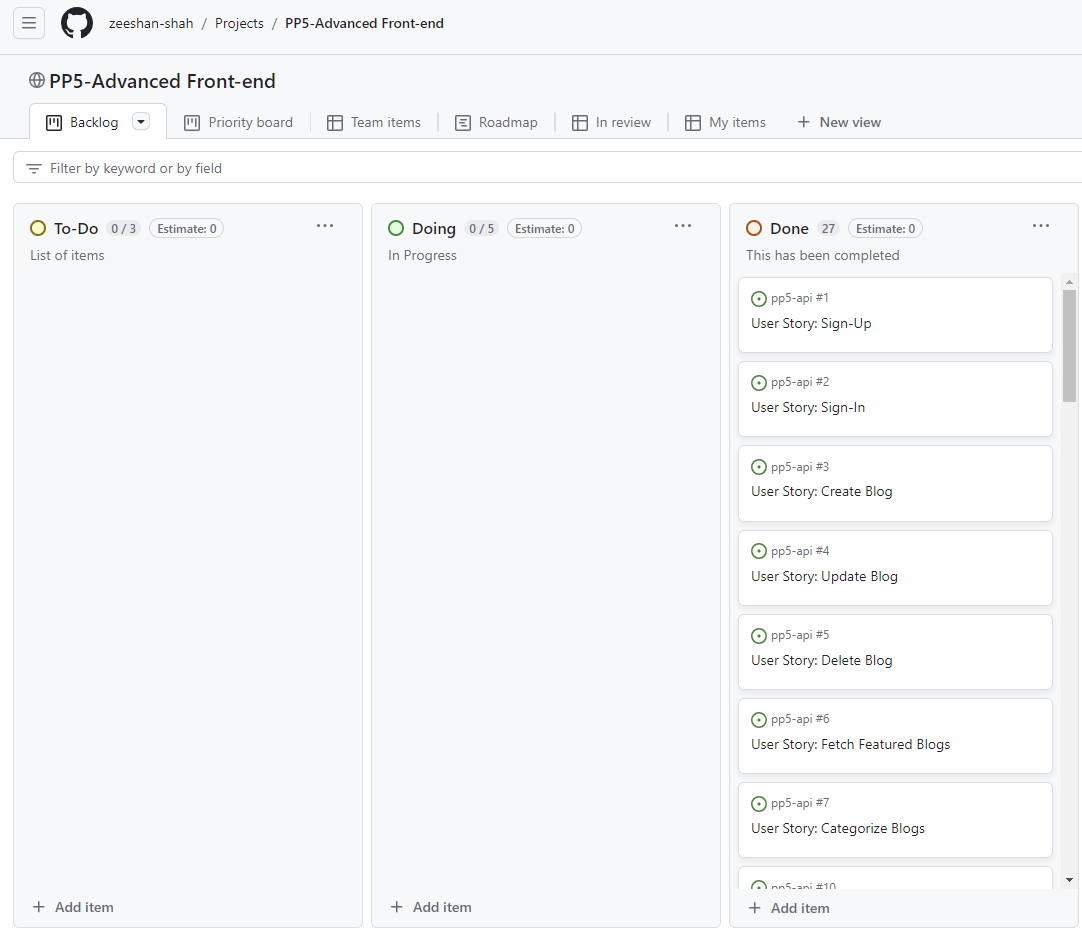 zeeshan-shah / Projects / PP5-Advanced Front-end
PP5-Advanced Front-end
Backlog
Priority board
Team items
Roadmap
In review
My items
New view
Filter by keyword or by field
To-Do 0 / 3 Estimate: 0
List of items
Add item
Doing 0 / 5 Estimate: 0
In Progress
Add item
Done 27 Estimate: 0
This has been completed
pp5-api #1
User Story: Sign-Up
pp5-api #2
User Story: Sign-In
pp5-api #3
User Story: Create Blog
pp5-api #4
User Story: Update Blog
pp5-api #5
User Story: Delete Blog
pp5-api #6
User Story: Fetch Featured Blogs
pp5-api #7
User Story: Categorize Blogs
pp5-api #10
Add item